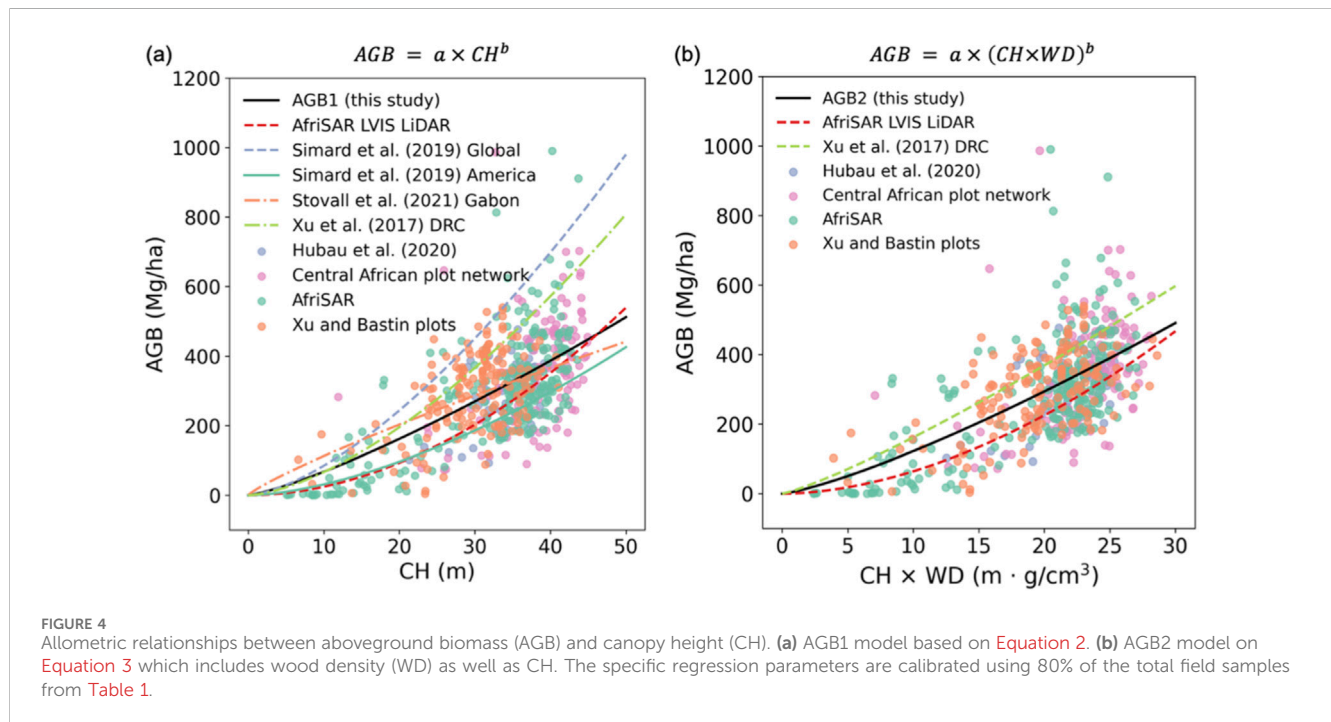 (a)
AGB = a × CH^b
1200
1000
800
600
400
200
0
AGB (Mg/ha)
AGB1 (this study)
AfriSAR LVIS LiDAR
Simard et al. (2019) Global
Simard et al. (2019) America
Stovall et al. (2021) Gabon
Xu et al. (2017) DRC
Hubau et al. (2020)
Central African plot network
AfriSAR
Xu and Bastin plots
0 10 20 30 40 50
CH (m)
(b)
AGB = a × (CH×WD)^b
1200
1000
800
600
400
200
0
AGB (Mg/ha)
AGB2 (this study)
AfriSAR LVIS LiDAR
Xu et al. (2017) DRC
Hubau et al. (2020)
Central African plot network
AfriSAR
Xu and Bastin plots
0 5 10 15 20 25 30
CH × WD (m · g/cm³)
FIGURE 4
Allometric relationships between aboveground biomass (AGB) and canopy height (CH). (a) AGB1 model based on Equation 2. (b) AGB2 model on
Equation 3 which includes wood density (WD) as well as CH. The specific regression parameters are calibrated using 80% of the total field samples
from Table 1.